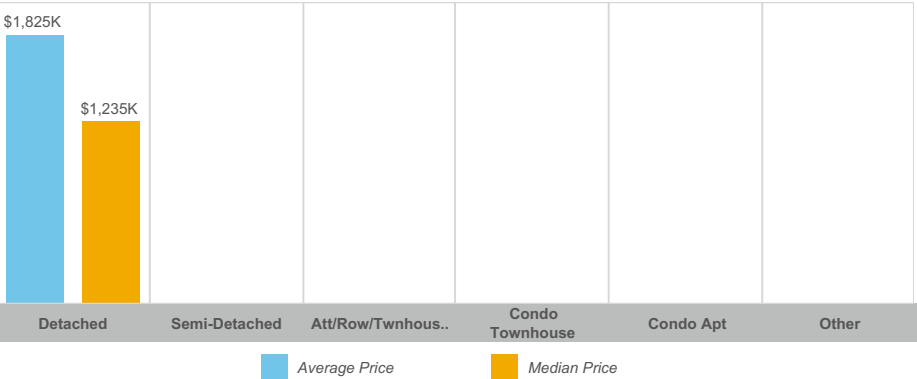 $1,825K
$1,235K
Detached
Semi-Detached
Att/Row/Twnhous..
Condo
Townhouse
Condo Apt
Other
Average Price
Median Price